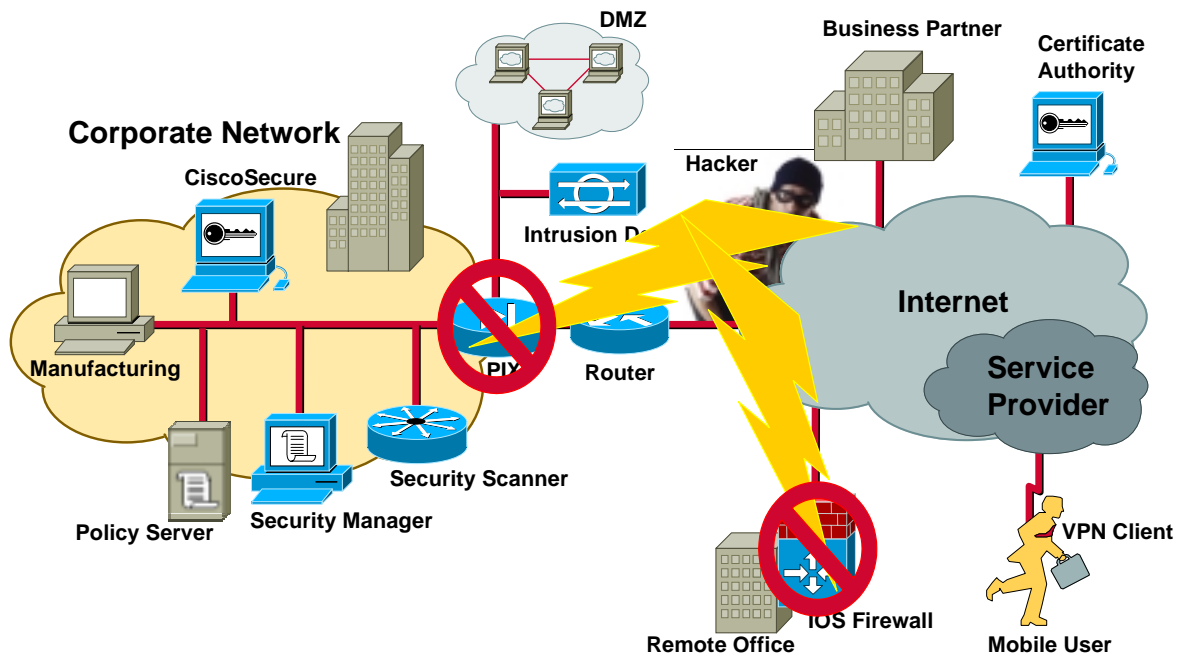 DMZ
Business Partner
Certificate
Authority
Corporate Network
CiscoSecure
Hacker
Intrusion
Internet
Manufacturing
PIX
Router
Service
Provider
Security Scanner
Policy Server
Security Manager
VPN Client
IOS Firewall
Remote Office
Mobile User